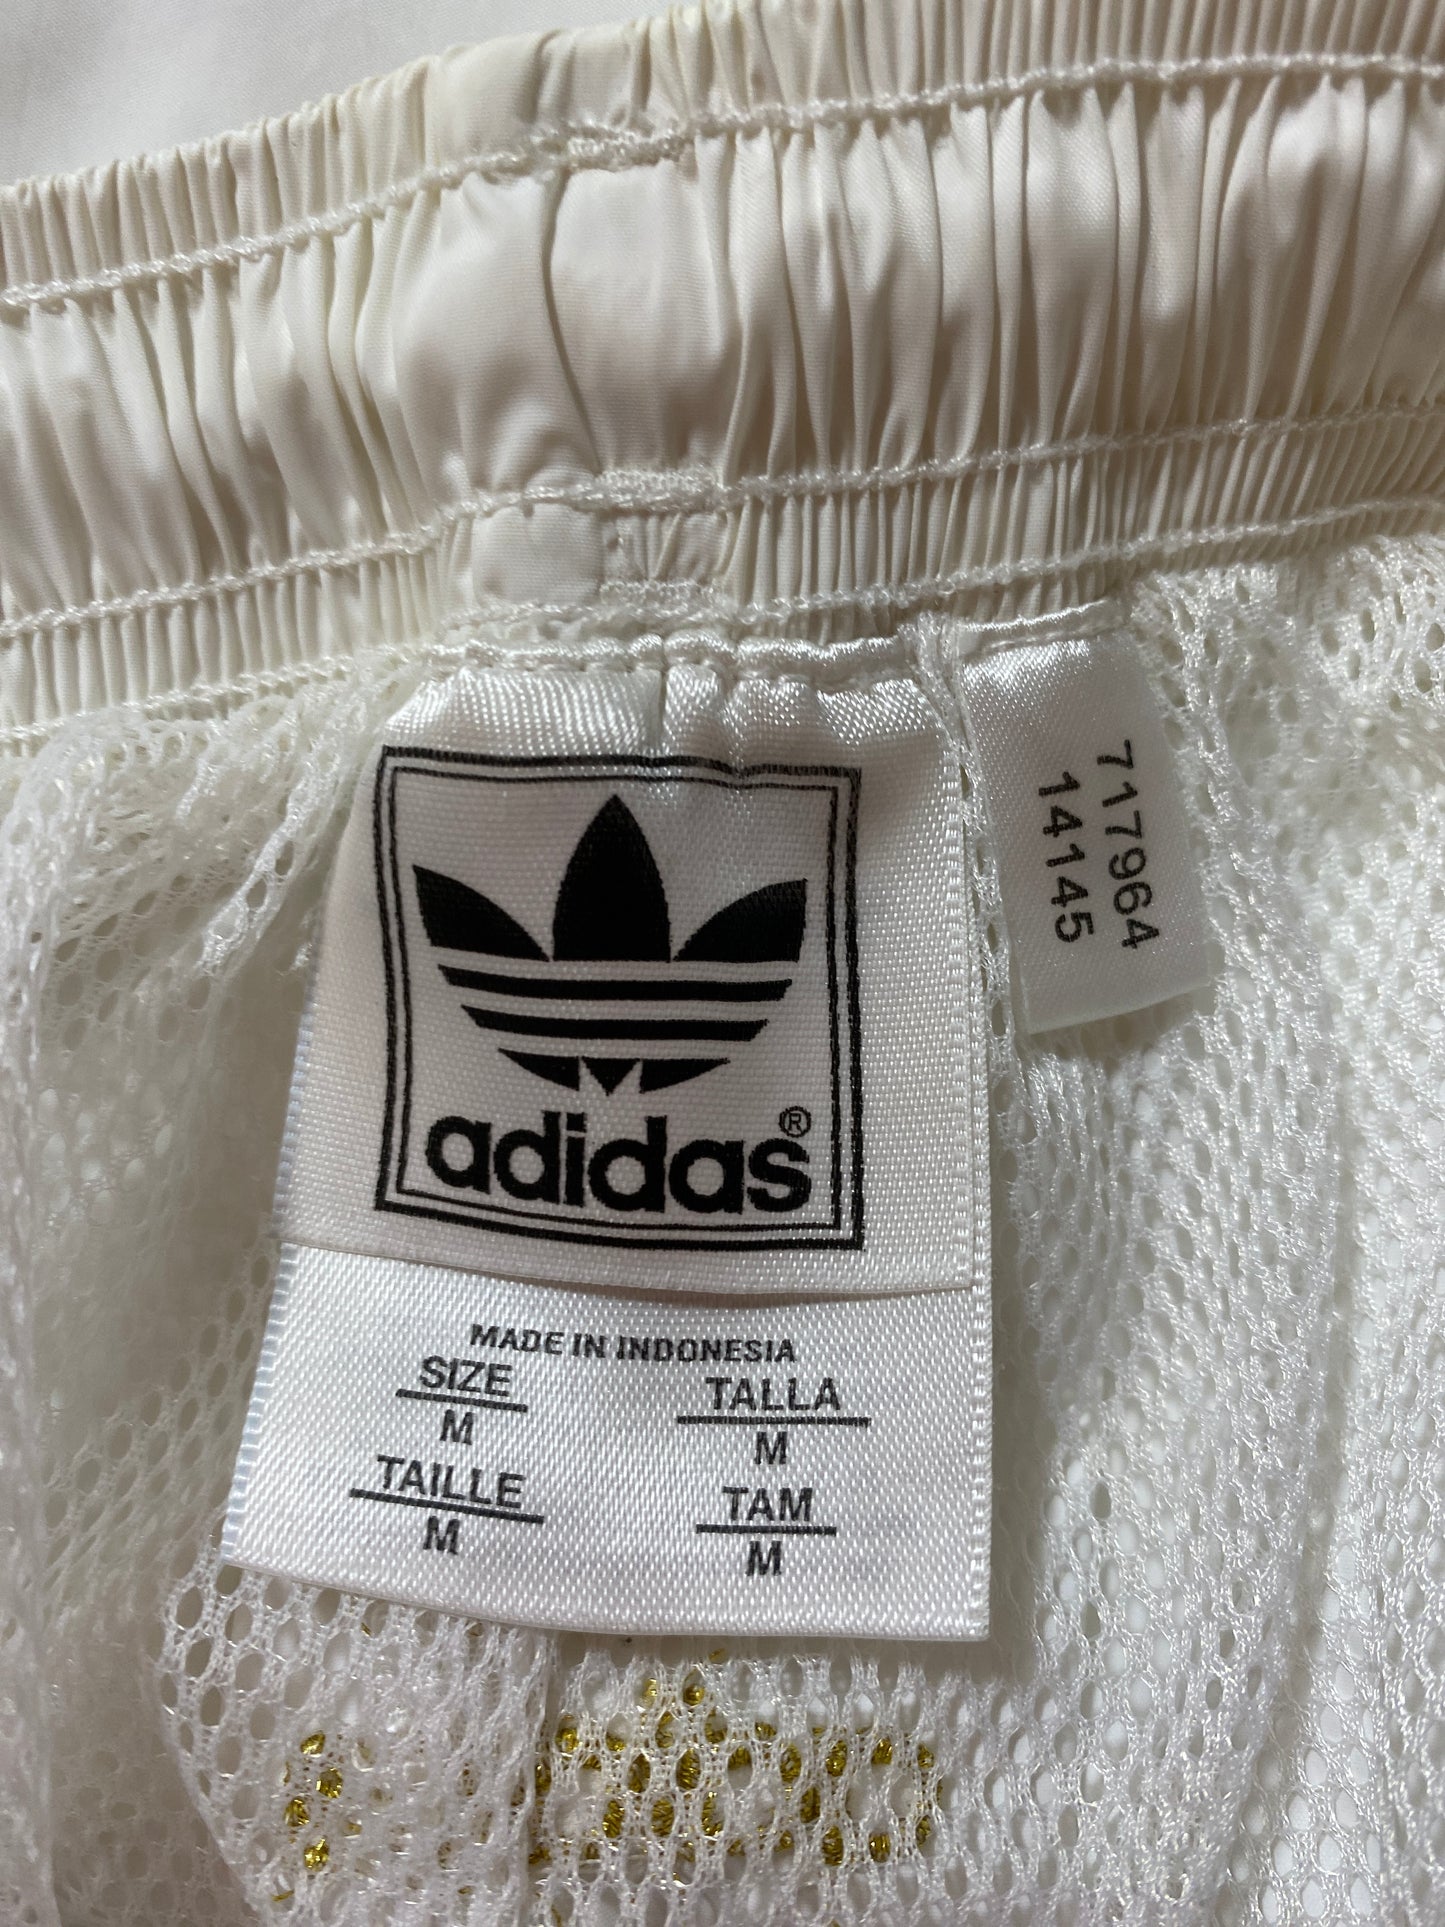 adidas®
MADE IN INDONESIA
SIZE
M
TALLA
M
TAILLE
M
TAM
M
717964
14145